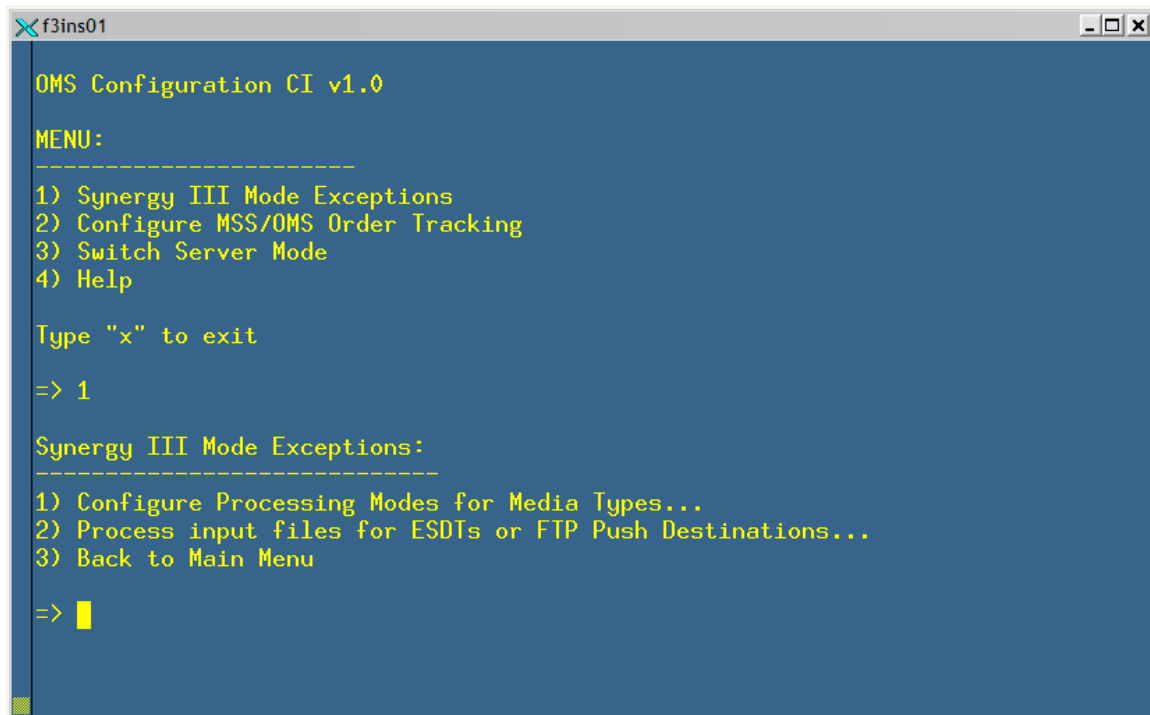 f3ins01
OMS Configuration CI v1.0
MENU:
------------------------
1) Synergy III Mode Exceptions
2) Configure MSS/OMS Order Tracking
3) Switch Server Mode
4) Help
Type "x" to exit
=> 1
Synergy III Mode Exceptions:
------------------------------
1) Configure Processing Modes for Media Types...
2) Process input files for ESDTs or FTP Push Destinations...
3) Back to Main Menu
=>